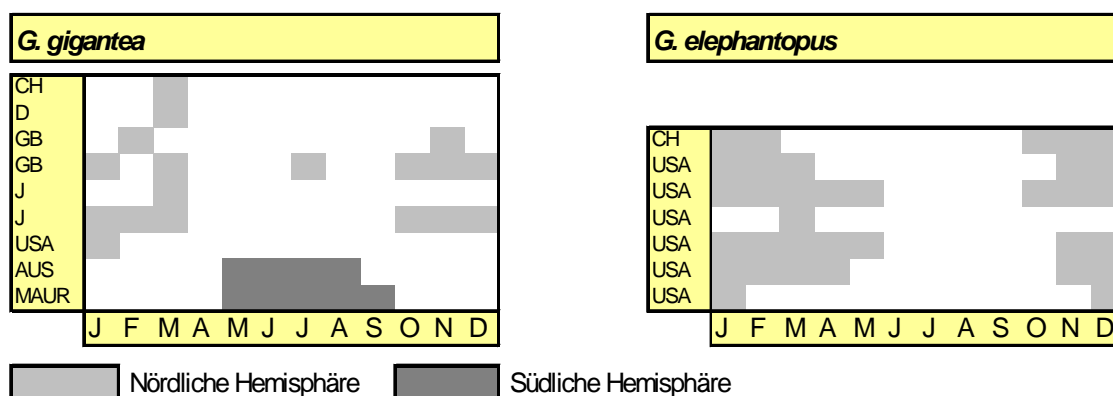 G. gigantea
CH
D
GB
GB
J
J
USA
AUS
MAUR
J F M A M J J A S O N D
G. elephantopus
CH
USA
USA
USA
USA
USA
USA
J F M A M J J A S O N D
Nördliche Hemisphäre
Südliche Hemisphäre